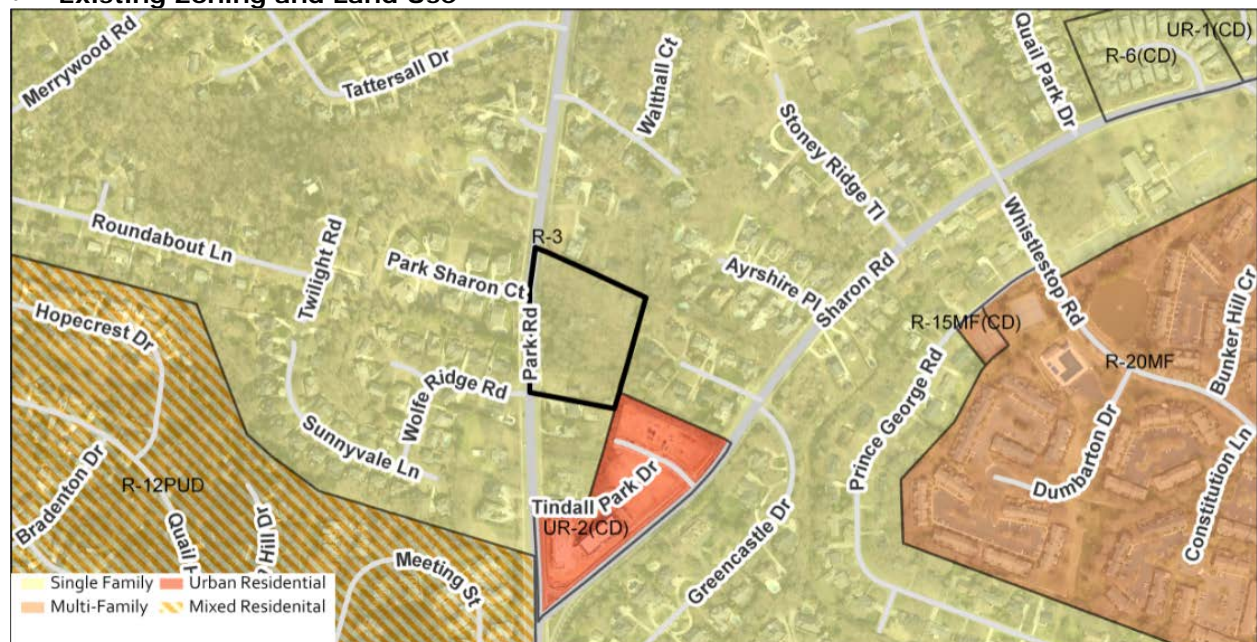 Existing Zoning and Land Use
Merrywood Rd
Tattersall Dr
Walthall Ct
Quail Park Dr
UR-1(CD)
R-6(CD)
Stoney Ridge Tl
Roundabout Ln
Twilight Rd
Park Sharon Ct
R-3
Ayrshire Pl
Sharon Rd
Whistlestop Rd
Hopecrest Dr
Park Rd
R-15MF(CD)
Bunker Hill Cr
R-20MF
Wolfe Ridge Rd
Sunnyvale Ln
Prince George Rd
Dumbarton Dr
Constitution Ln
Bradenton Dr
R-12PUD
Tindall Park Dr
UR-2(CD)
Greencastle Dr
Quail H
Hill Dr
Meeting St
Single Family
Urban Residential
Multi-Family
Mixed Residenital